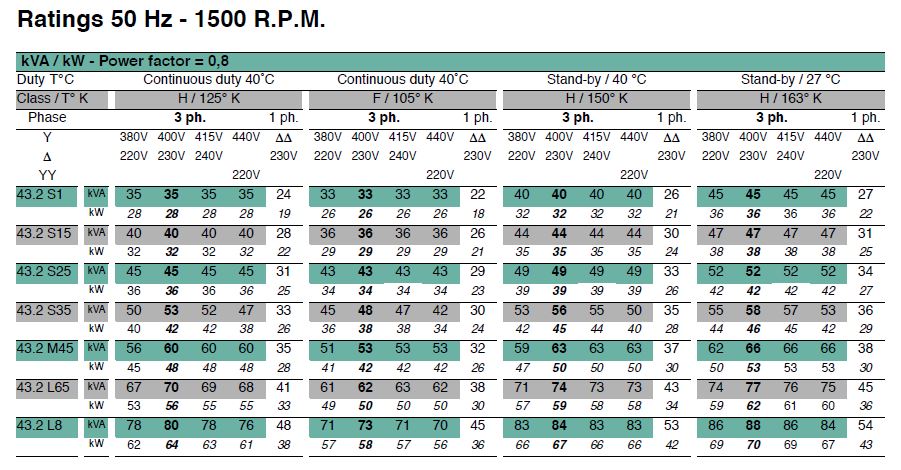 Ratings 50 Hz - 1500 R.P.M.
kVA / kW - Power factor = 0,8
Duty T°C Continuous duty 40˚C Continuous duty 40˚C Stand-by / 40 °C Stand-by / 27 °C
Class / T° K H / 125° K F / 105° K H / 150° K H / 163° K
Phase 3 ph. 1 ph. 3 ph. 1 ph. 3 ph. 1 ph. 3 ph. 1 ph.
Y 380V 400V 415V 440V ΔΔ 380V 400V 415V 440V ΔΔ 380V 400V 415V 440V ΔΔ 380V 400V 415V 440V ΔΔ
Δ 220V 230V 240V 230V 220V 230V 240V 230V 220V 230V 240V 230V 220V 230V 240V 230V
YY 220V 220V 220V 220V
43.2 S1 kVA 35 35 35 35 24 33 33 33 33 22 40 40 40 40 26 45 45 45 45 27
kW 28 28 28 28 19 26 26 26 26 18 32 32 32 32 21 36 36 36 36 22
43.2 S15 kVA 40 40 40 40 28 36 36 36 36 26 44 44 44 44 30 47 47 47 47 31
kW 32 32 32 32 22 29 29 29 29 21 35 35 35 35 24 38 38 38 38 25
43.2 S25 kVA 45 45 45 45 31 43 43 43 43 29 49 49 49 49 33 52 52 52 52 34
kW 36 36 36 36 25 34 34 34 34 23 39 39 39 39 26 42 42 42 42 27
43.2 S35 kVA 50 53 52 47 33 45 48 47 42 30 53 56 55 50 35 55 58 57 53 36
kW 40 42 42 38 26 36 38 38 34 24 42 45 44 40 28 44 46 45 42 29
43.2 M45 kVA 56 60 60 60 35 51 53 53 53 32 59 63 63 63 37 62 66 66 66 38
kW 45 48 48 48 28 41 42 42 42 26 47 50 50 50 30 50 53 53 53 30
43.2 L65 kVA 67 70 69 68 41 61 62 63 62 38 71 74 73 73 43 74 77 76 75 45
kW 53 56 55 55 33 49 50 50 50 30 57 59 58 58 34 59 62 61 60 36
43.2 L8 kVA 78 80 78 76 48 71 73 71 70 45 83 84 83 83 53 86 88 86 84 54
kW 62 64 63 61 38 57 58 57 56 36 66 67 66 66 42 69 70 69 67 43